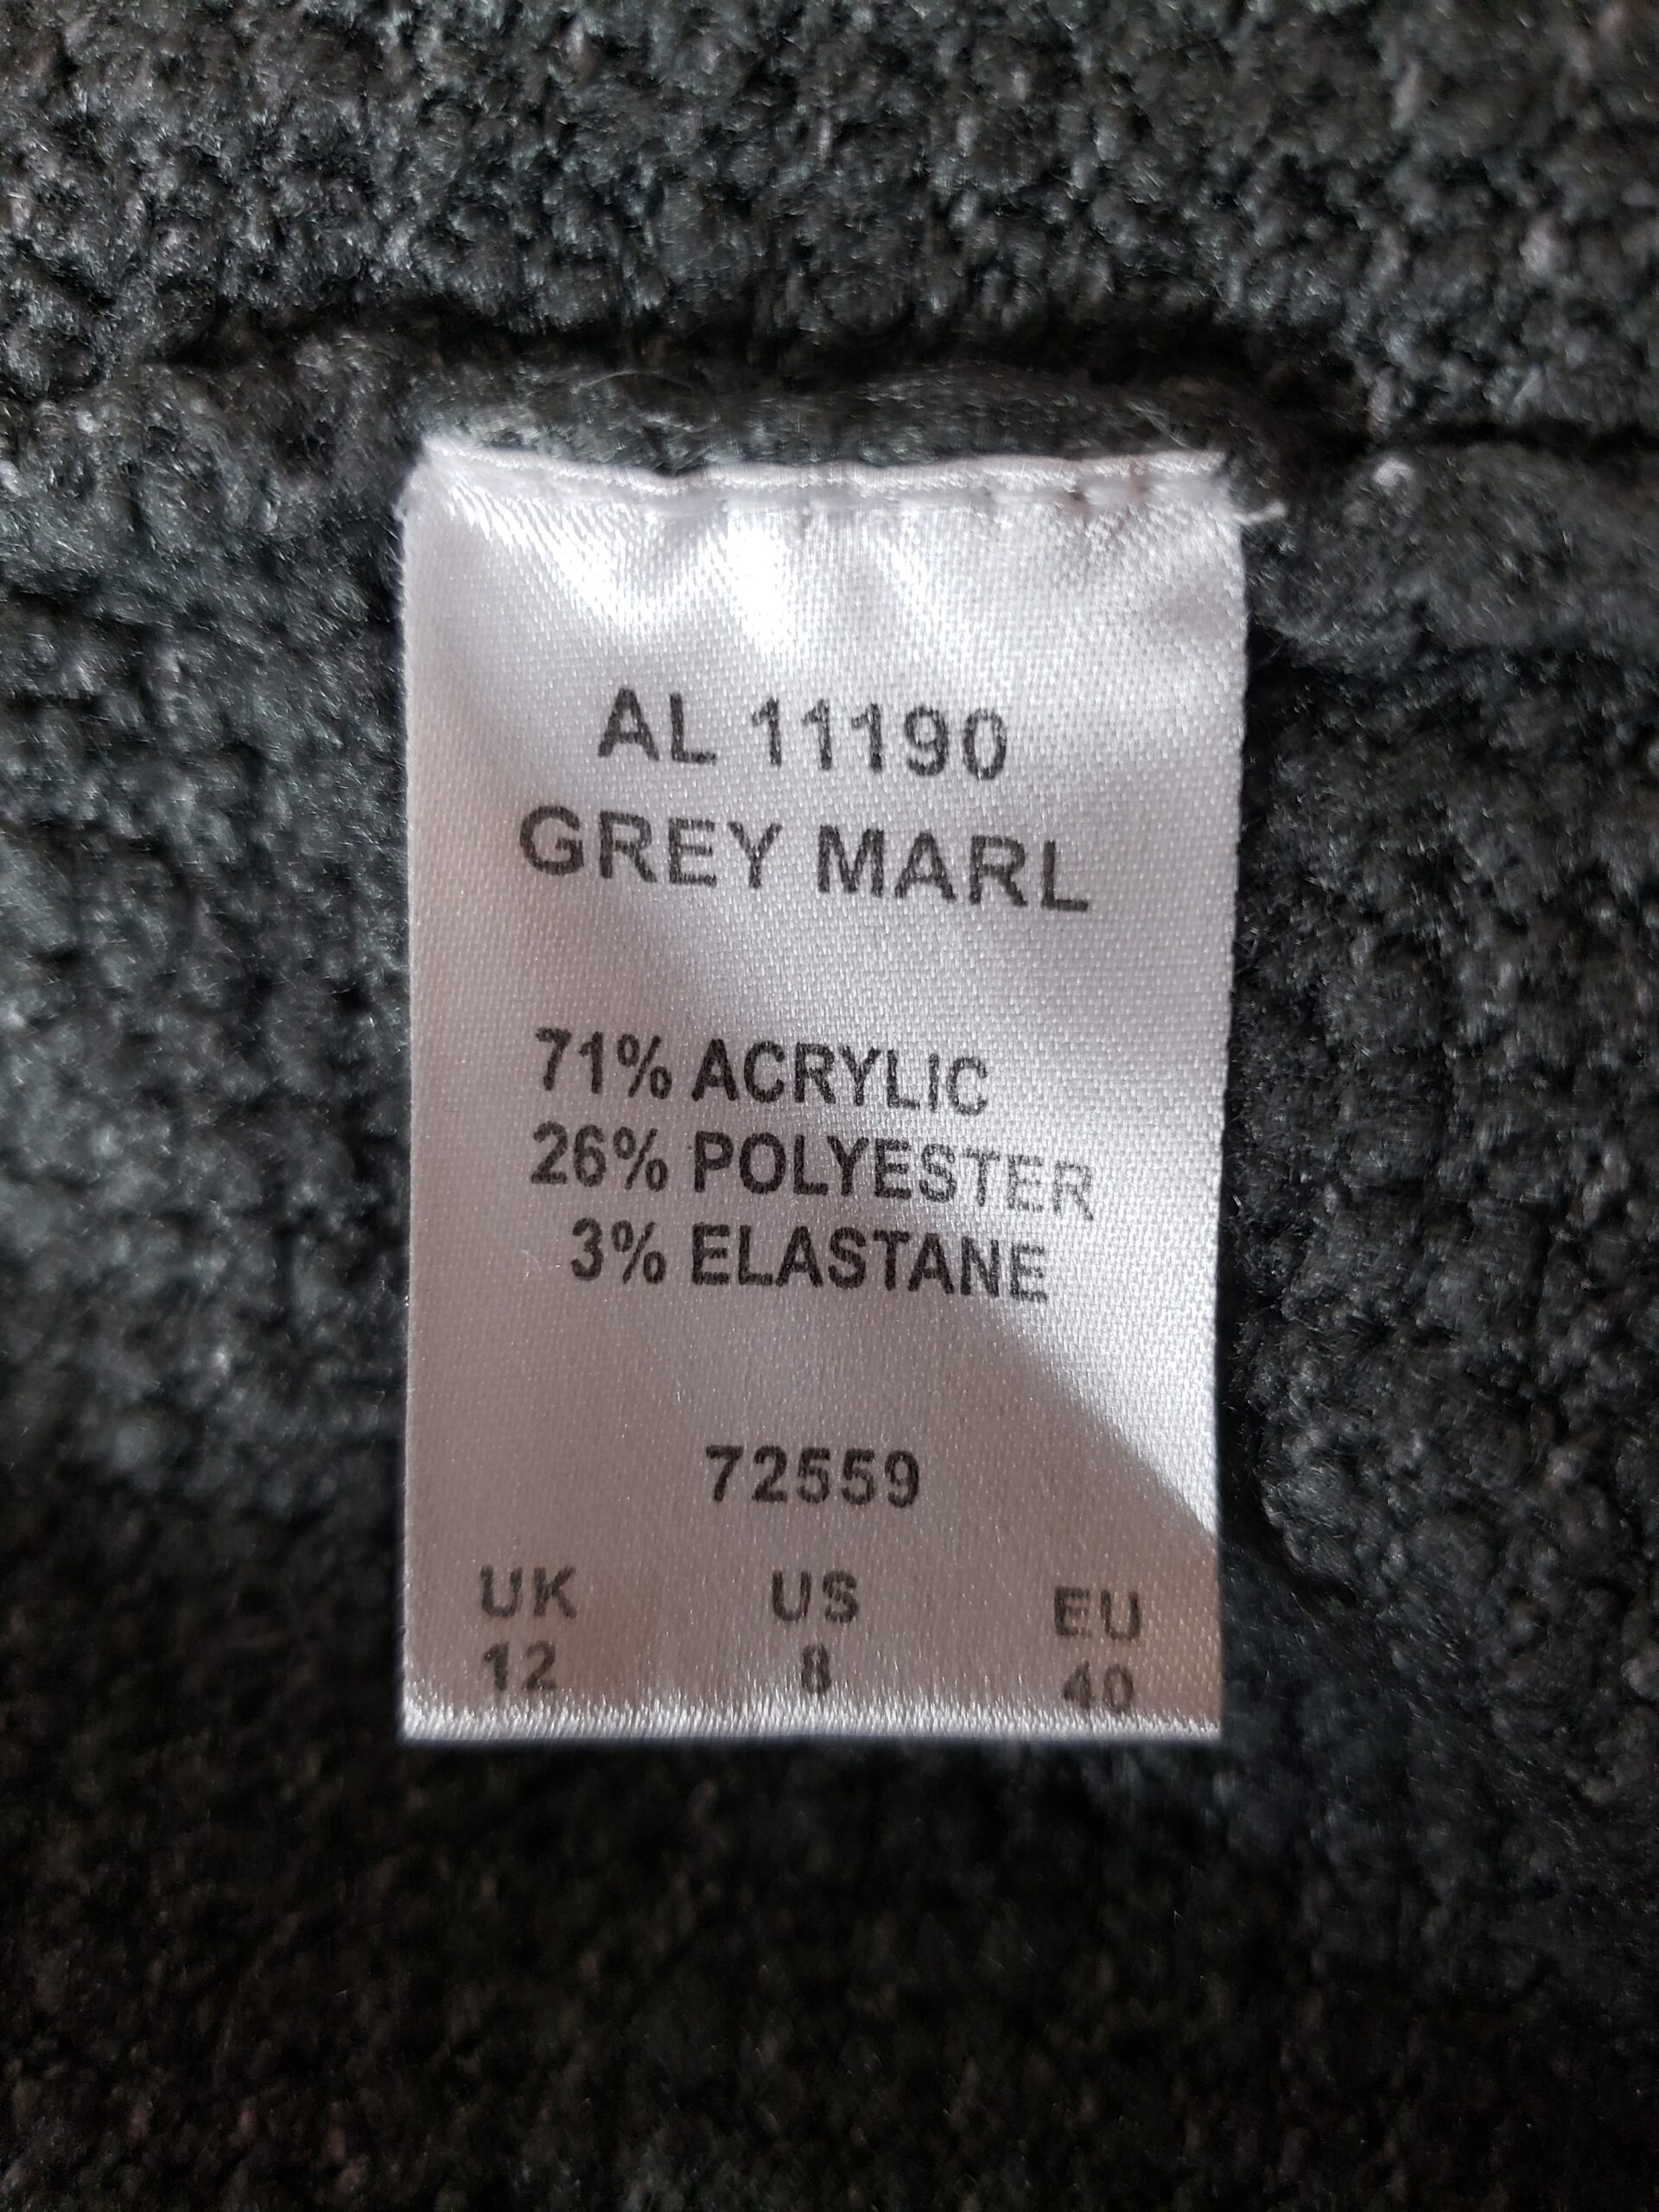 AL 11190
GREY MARL
71% ACRYLIC
26% POLYESTER
3% ELASTANE
72559
UK US EU
12 8 40